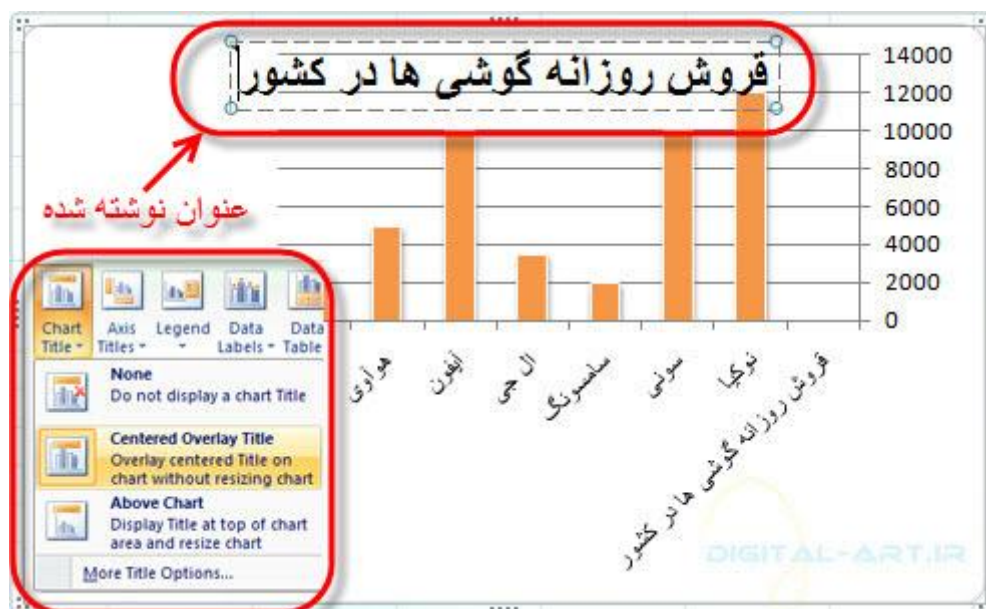 فروش روزانه گوشی ها در کشور
عنوان نوشته شده
14000
12000
10000
8000
6000
4000
2000
0
نوکیا
سونی
سامسونگ
ال جی
آیفون
هوآوی
فروش روزانه گوشی ها در کشور
Chart Title
Axis Titles
Legend
Data Labels
Data Table
None
Do not display a chart Title
Centered Overlay Title
Overlay centered Title on
chart without resizing chart
Above Chart
Display Title at top of chart
area and resize chart
More Title Options...
DIGITAL-ART.IR